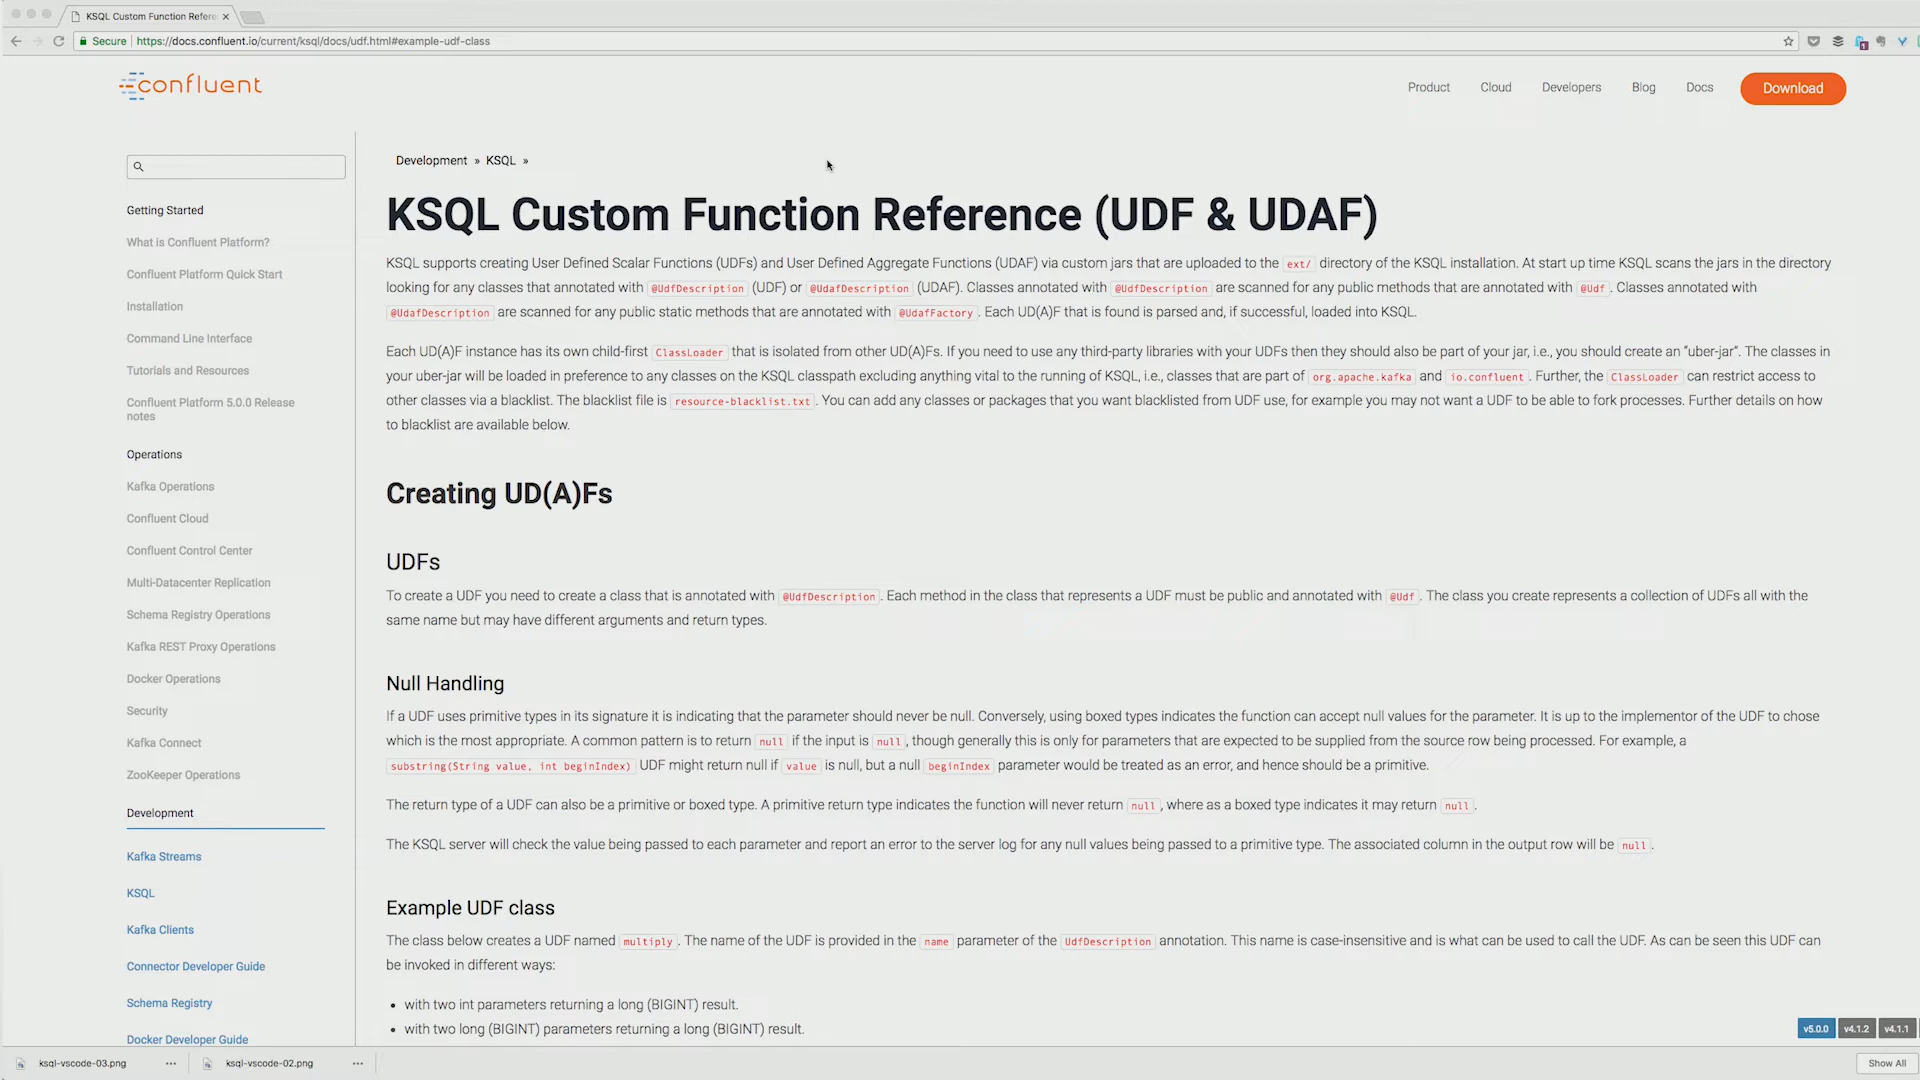 KSQL Custom Function Refere
Secure https://docs.confluent.io/current/ksql/docs/udf.html#example-udf-class
confluent
Product Cloud Developers Blog Docs Download
Development » KSQL »
Getting Started
What is Confluent Platform?
Confluent Platform Quick Start
Installation
Command Line Interface
Tutorials and Resources
Confluent Platform 5.0.0 Release
notes
Operations
Kafka Operations
Confluent Cloud
Confluent Control Center
Multi-Datacenter Replication
Schema Registry Operations
Kafka REST Proxy Operations
Docker Operations
Security
Kafka Connect
ZooKeeper Operations
Development
Kafka Streams
KSQL
Kafka Clients
Connector Developer Guide
Schema Registry
Docker Developer Guide
KSQL Custom Function Reference (UDF & UDAF)
KSQL supports creating User Defined Scalar Functions (UDFs) and User Defined Aggregate Functions (UDAF) via custom jars that are uploaded to the ext/ directory of the KSQL installation. At start up time KSQL scans the jars in the directory
looking for any classes that annotated with @UdfDescription (UDF) or @UdafDescription (UDAF). Classes annotated with @UdfDescription are scanned for any public methods that are annotated with @Udf . Classes annotated with
@UdafDescription are scanned for any public static methods that are annotated with @UdafFactory . Each UD(A)F that is found is parsed and, if successful, loaded into KSQL.
Each UD(A)F instance has its own child-first ClassLoader that is isolated from other UD(A)Fs. If you need to use any third-party libraries with your UDFs then they should also be part of your jar, i.e., you should create an “uber-jar”. The classes in
your uber-jar will be loaded in preference to any classes on the KSQL classpath excluding anything vital to the running of KSQL, i.e., classes that are part of org.apache.kafka and io.confluent . Further, the ClassLoader can restrict access to
other classes via a blacklist. The blacklist file is resource-blacklist.txt . You can add any classes or packages that you want blacklisted from UDF use, for example you may not want a UDF to be able to fork processes. Further details on how
to blacklist are available below.
Creating UD(A)Fs
UDFs
To create a UDF you need to create a class that is annotated with @UdfDescription . Each method in the class that represents a UDF must be public and annotated with @Udf . The class you create represents a collection of UDFs all with the
same name but may have different arguments and return types.
Null Handling
If a UDF uses primitive types in its signature it is indicating that the parameter should never be null. Conversely, using boxed types indicates the function can accept null values for the parameter. It is up to the implementor of the UDF to chose
which is the most appropriate. A common pattern is to return null if the input is null , though generally this is only for parameters that are expected to be supplied from the source row being processed. For example, a
substring(String value, int beginIndex) UDF might return null if value is null, but a null beginIndex parameter would be treated as an error, and hence should be a primitive.
The return type of a UDF can also be a primitive or boxed type. A primitive return type indicates the function will never return null , where as a boxed type indicates it may return null .
The KSQL server will check the value being passed to each parameter and report an error to the server log for any null values being passed to a primitive type. The associated column in the output row will be null .
Example UDF class
The class below creates a UDF named multiply . The name of the UDF is provided in the name parameter of the UdfDescription annotation. This name is case-insensitive and is what can be used to call the UDF. As can be seen this UDF can
be invoked in different ways:
• with two int parameters returning a long (BIGINT) result.
• with two long (BIGINT) parameters returning a long (BIGINT) result.
v5.0.0 v4.1.2 v4.1.1
ksql-vscode-03.png ksql-vscode-02.png Show All